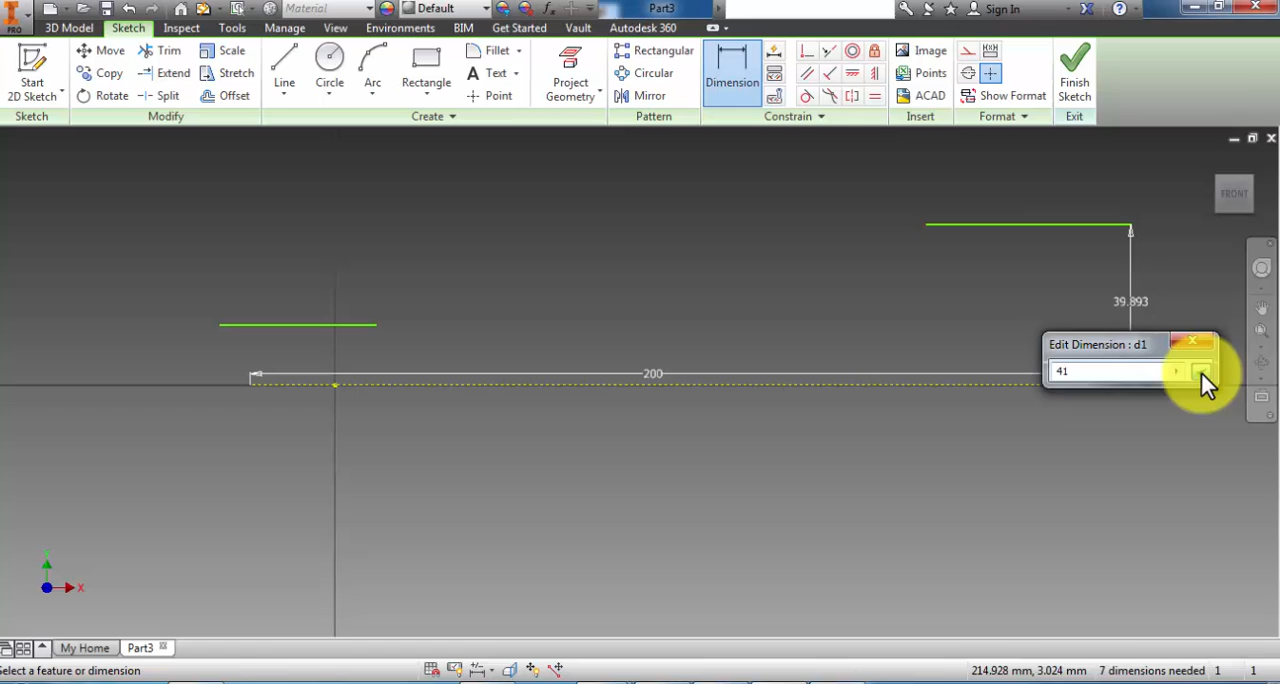 PRO
Material
Default
Part3
Sign In
3D Model
Sketch
Inspect
Manage
View
Environments
BIM
Get Started
Vault
Autodesk 360
Start
2D Sketch
Move
Trim
Scale
Copy
Extend
Stretch
Rotate
Split
Offset
Line
Circle
Arc
Rectangle
Fillet
Text
Point
Project
Geometry
Rectangular
Circular
Mirror
Dimension
Image
Points
ACAD
Show Format
Finish
Sketch
Sketch
Modify
Create
Pattern
Constrain
Insert
Format
Exit
FRONT
39.893
Edit Dimension : d1
41
200
Y
X
My Home
Part3
Select a feature or dimension
214.928 mm, 3.024 mm
7 dimensions needed
1
1